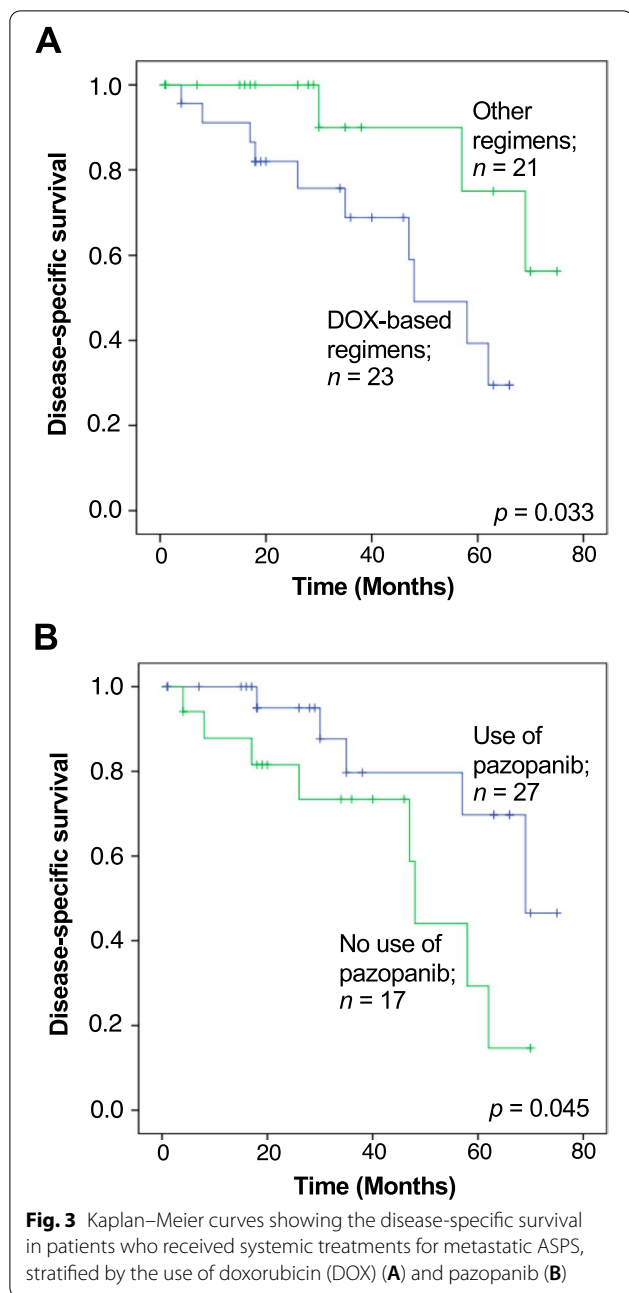 A
1.0
0.8
0.6
0.4
0.2
0.0
Disease-specific survival
Other
regimens;
n = 21
DOX-based
regimens;
n = 23
p = 0.033
0 20 40 60 80
Time (Months)
B
1.0
0.8
0.6
0.4
0.2
0.0
Disease-specific survival
Use of
pazopanib;
n = 27
No use of
pazopanib;
n = 17
p = 0.045
0 20 40 60 80
Time (Months)
Fig. 3 Kaplan–Meier curves showing the disease-specific survival
in patients who received systemic treatments for metastatic ASPS,
stratified by the use of doxorubicin (DOX) (A) and pazopanib (B)